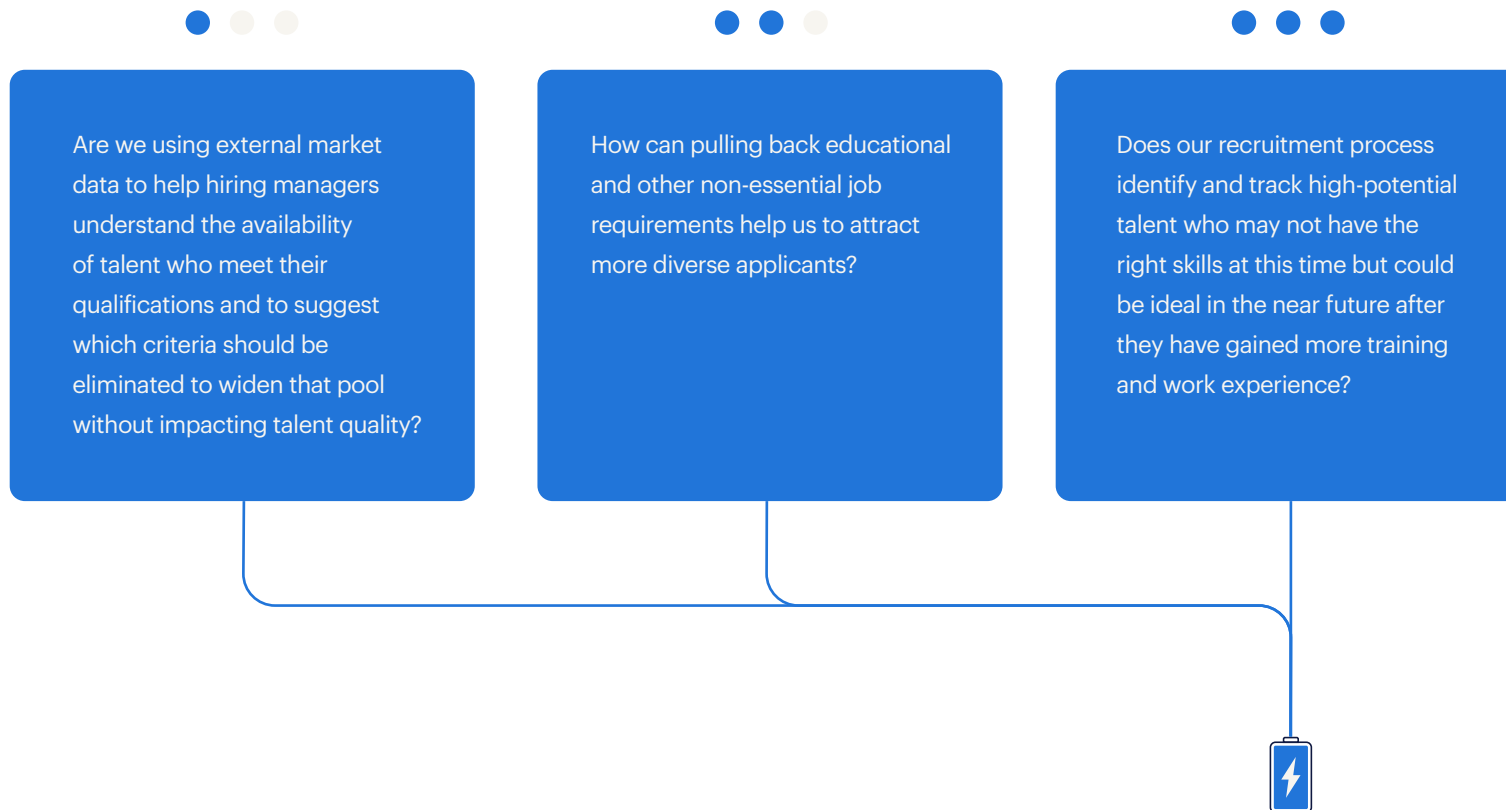 Are we using external market
data to help hiring managers
understand the availability
of talent who meet their
qualifications and to suggest
which criteria should be
eliminated to widen that pool
without impacting talent quality?
How can pulling back educational
and other non-essential job
requirements help us to attract
more diverse applicants?
Does our recruitment process
identify and track high-potential
talent who may not have the
right skills at this time but could
be ideal in the near future after
they have gained more training
and work experience?